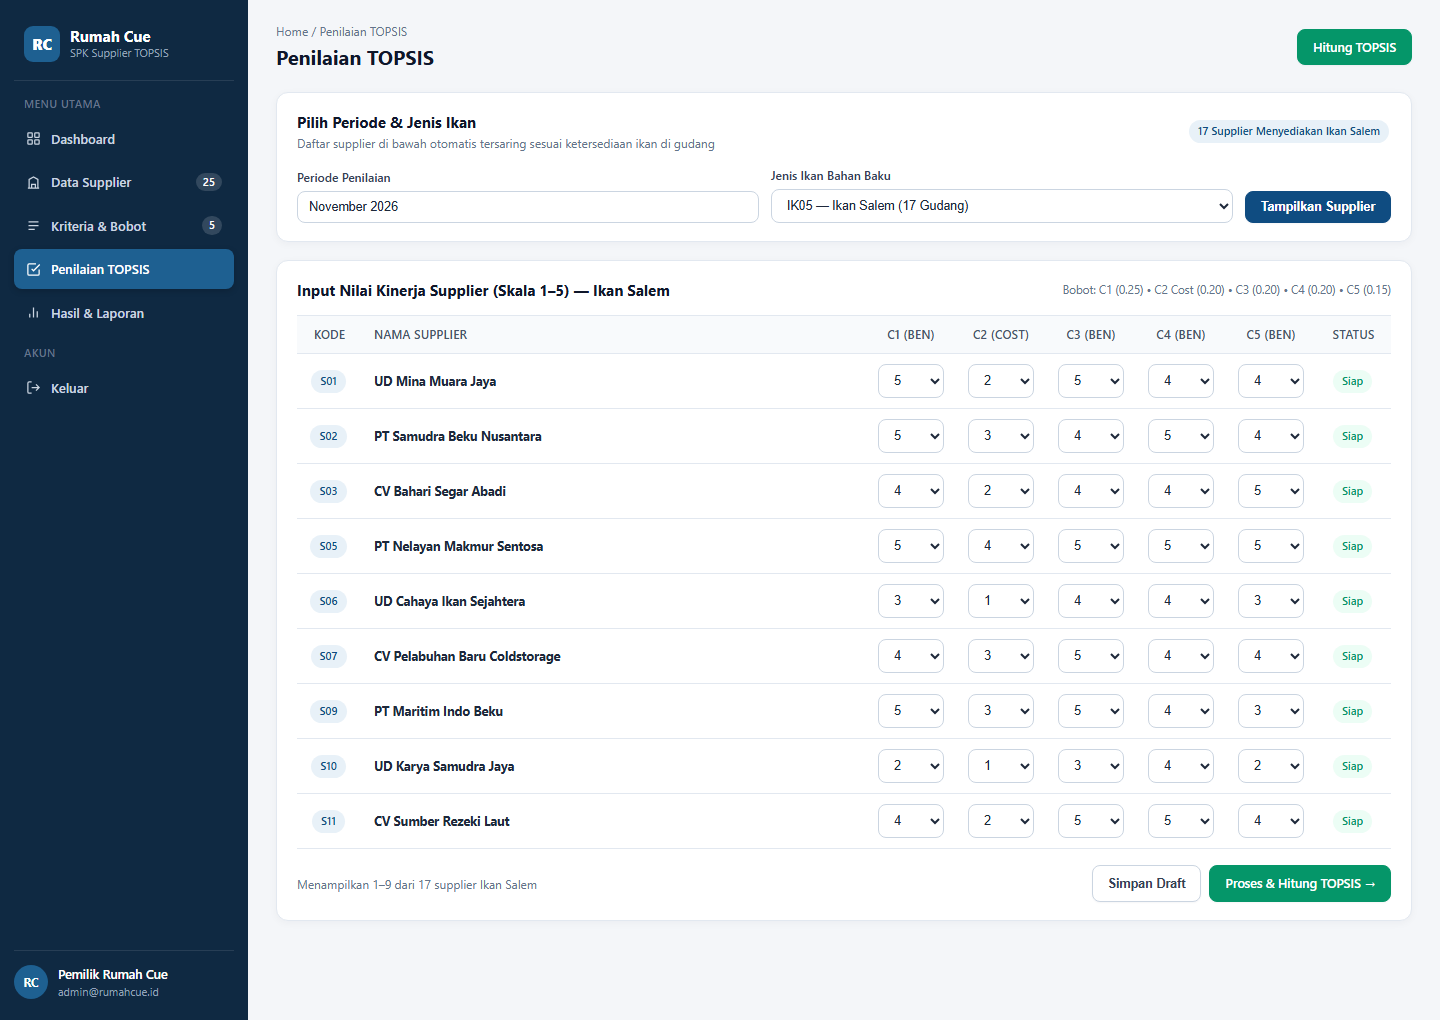 RC
Rumah Cue
SPK Supplier TOPSIS
MENU UTAMA
Dashboard
Data Supplier 25
Kriteria & Bobot 5
Penilaian TOPSIS
Hasil & Laporan
AKUN
Keluar
RC
Pemilik Rumah Cue
admin@rumahcue.id
Home / Penilaian TOPSIS
Penilaian TOPSIS
Hitung TOPSIS
Pilih Periode & Jenis Ikan
Daftar supplier di bawah otomatis tersaring sesuai ketersediaan ikan di gudang
17 Supplier Menyediakan Ikan Salem
Periode Penilaian
November 2026
Jenis Ikan Bahan Baku
IK05 — Ikan Salem (17 Gudang)
Tampilkan Supplier
Input Nilai Kinerja Supplier (Skala 1–5) — Ikan Salem
Bobot: C1 (0.25) • C2 Cost (0.20) • C3 (0.20) • C4 (0.20) • C5 (0.15)
KODE NAMA SUPPLIER C1 (BEN) C2 (COST) C3 (BEN) C4 (BEN) C5 (BEN) STATUS
S01 UD Mina Muara Jaya 5 2 5 4 4 Siap
S02 PT Samudra Beku Nusantara 5 3 4 5 4 Siap
S03 CV Bahari Segar Abadi 4 2 4 4 5 Siap
S05 PT Nelayan Makmur Sentosa 5 4 5 5 5 Siap
S06 UD Cahaya Ikan Sejahtera 3 1 4 4 3 Siap
S07 CV Pelabuhan Baru Coldstorage 4 3 5 4 4 Siap
S09 PT Maritim Indo Beku 5 3 5 4 3 Siap
S10 UD Karya Samudra Jaya 2 1 3 4 2 Siap
S11 CV Sumber Rezeki Laut 4 2 5 5 4 Siap
Menampilkan 1–9 dari 17 supplier Ikan Salem
Simpan Draft
Proses & Hitung TOPSIS →